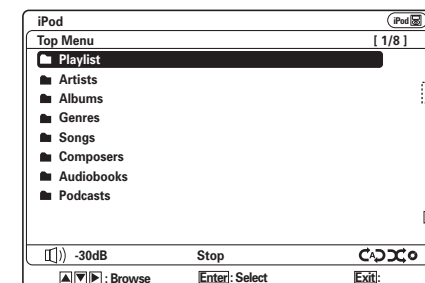 iPod iPod
Top Menu [ 1/8 ]
Playlist
Artists
Albums
Genres
Songs
Composers
Audiobooks
Podcasts
-30dB Stop A
: Browse Enter: Select Exit: